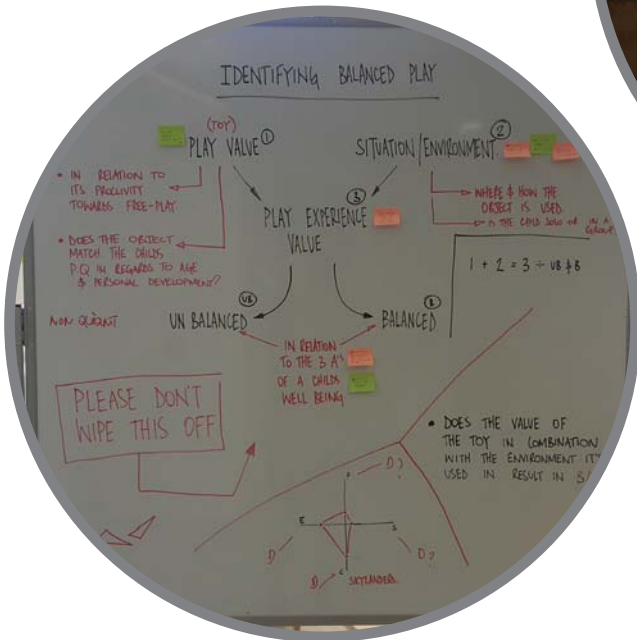 IDENTIFYING BALANCED PLAY
(TOY)
PLAY VALUE 1
SITUATION/ENVIRONMENT 2
• IN RELATION TO
ITS PROCLIVITY
TOWARDS FREE-PLAY
• DOES THE OBJECT
MATCH THE CHILDS
P.Q IN REGARDS TO AGE
& PERSONAL DEVELOPMENT?
WHERE & HOW THE
OBJECT IS USED
IS THE CHILD SOLO OR IN A
GROUP
PLAY EXPERIENCE 3
VALUE
1 + 2 = 3 ÷ UB & B
NON
UN BALANCED UB
BALANCED B
IN RELATION
TO THE 3 A'S
OF A CHILDS
WELL BEING
PLEASE DON'T
WIPE THIS OFF
• DOES THE VALUE OF
THE TOY IN COMBINATION
WITH THE ENVIRONMENT IT'
USED IN RESULT IN
D?
E
S
D
D?
D
C
SKYLANDERS